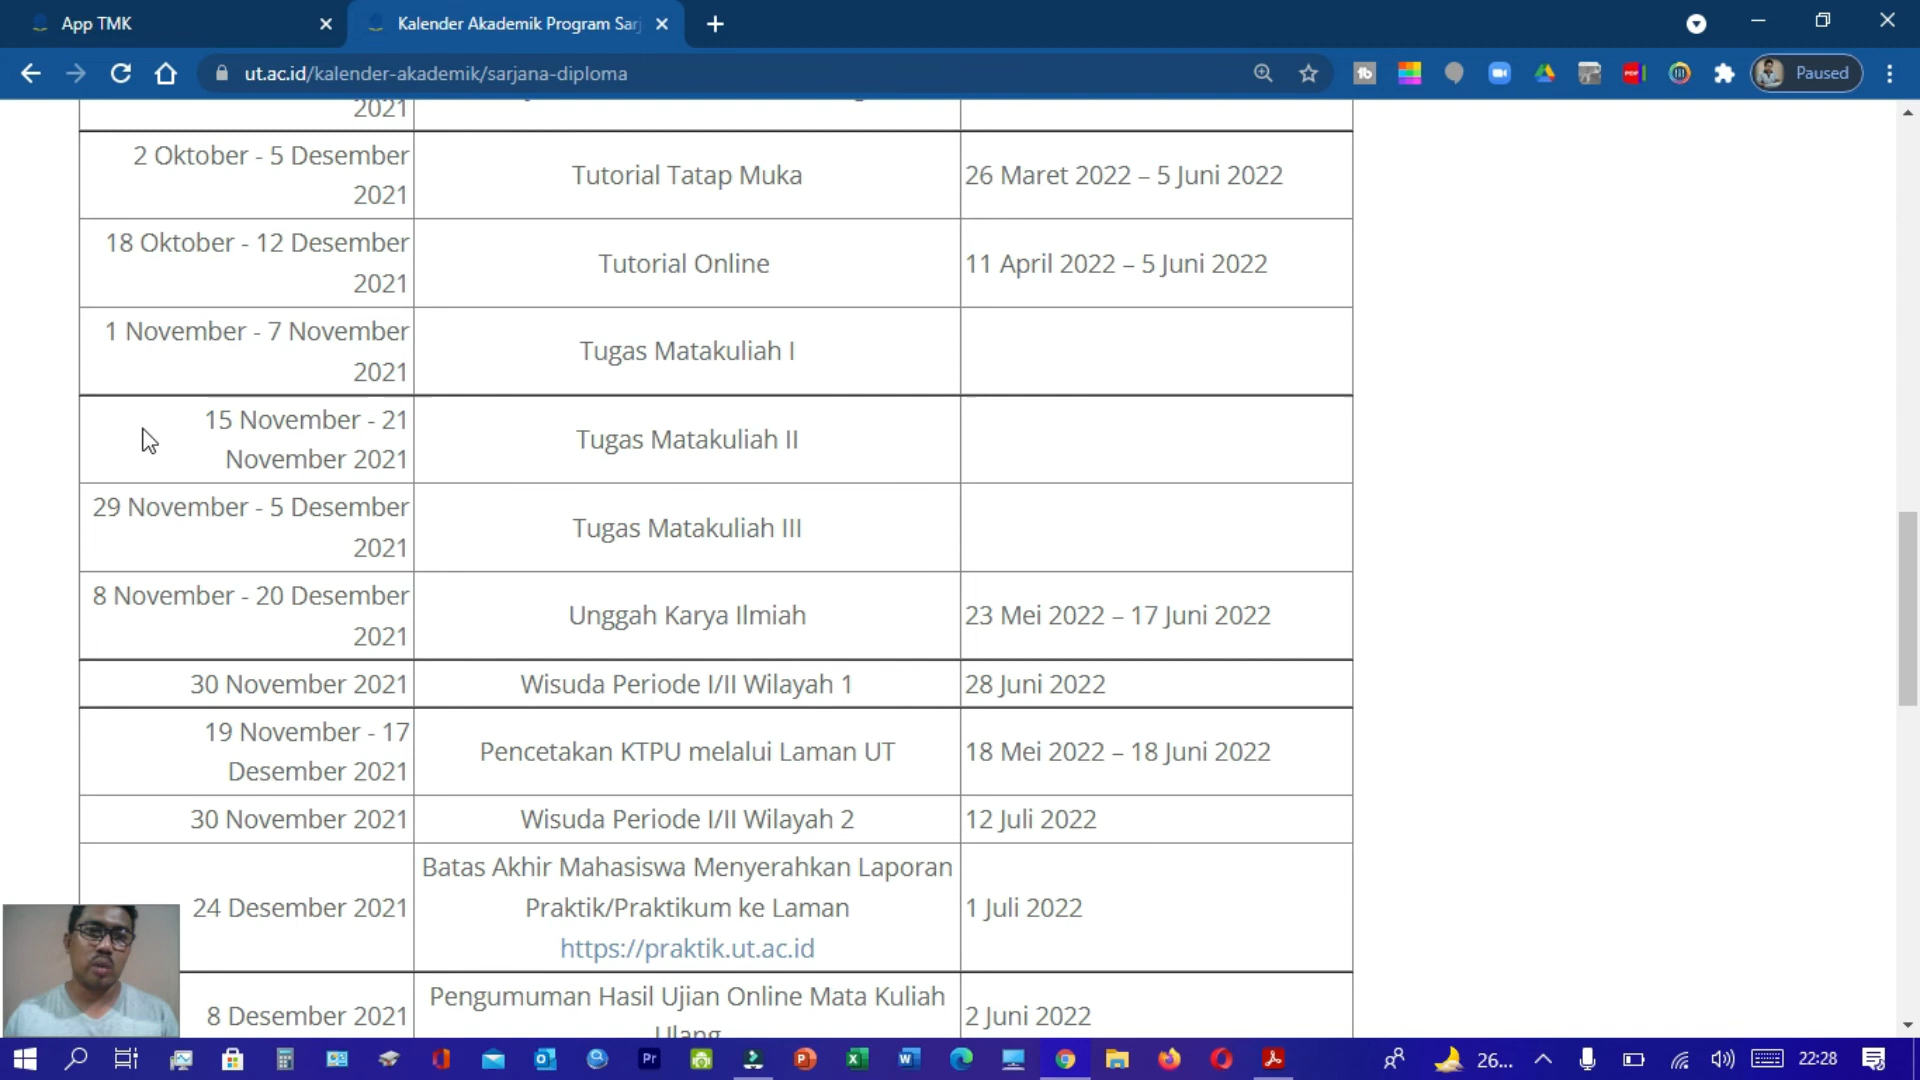 App TMK
Kalender Akademik Program Sarj
ut.ac.id/kalender-akademik/sarjana-diploma
Paused
2021
2 Oktober - 5 Desember
2021
Tutorial Tatap Muka
26 Maret 2022 – 5 Juni 2022
18 Oktober - 12 Desember
2021
Tutorial Online
11 April 2022 – 5 Juni 2022
1 November - 7 November
2021
Tugas Matakuliah I
15 November - 21
November 2021
Tugas Matakuliah II
29 November - 5 Desember
2021
Tugas Matakuliah III
8 November - 20 Desember
2021
Unggah Karya Ilmiah
23 Mei 2022 – 17 Juni 2022
30 November 2021
Wisuda Periode I/II Wilayah 1
28 Juni 2022
19 November - 17
Desember 2021
Pencetakan KTPU melalui Laman UT
18 Mei 2022 – 18 Juni 2022
30 November 2021
Wisuda Periode I/II Wilayah 2
12 Juli 2022
24 Desember 2021
Batas Akhir Mahasiswa Menyerahkan Laporan
Praktik/Praktikum ke Laman
https://praktik.ut.ac.id
1 Juli 2022
8 Desember 2021
Pengumuman Hasil Ujian Online Mata Kuliah
Ulang
2 Juni 2022
26...
22:28